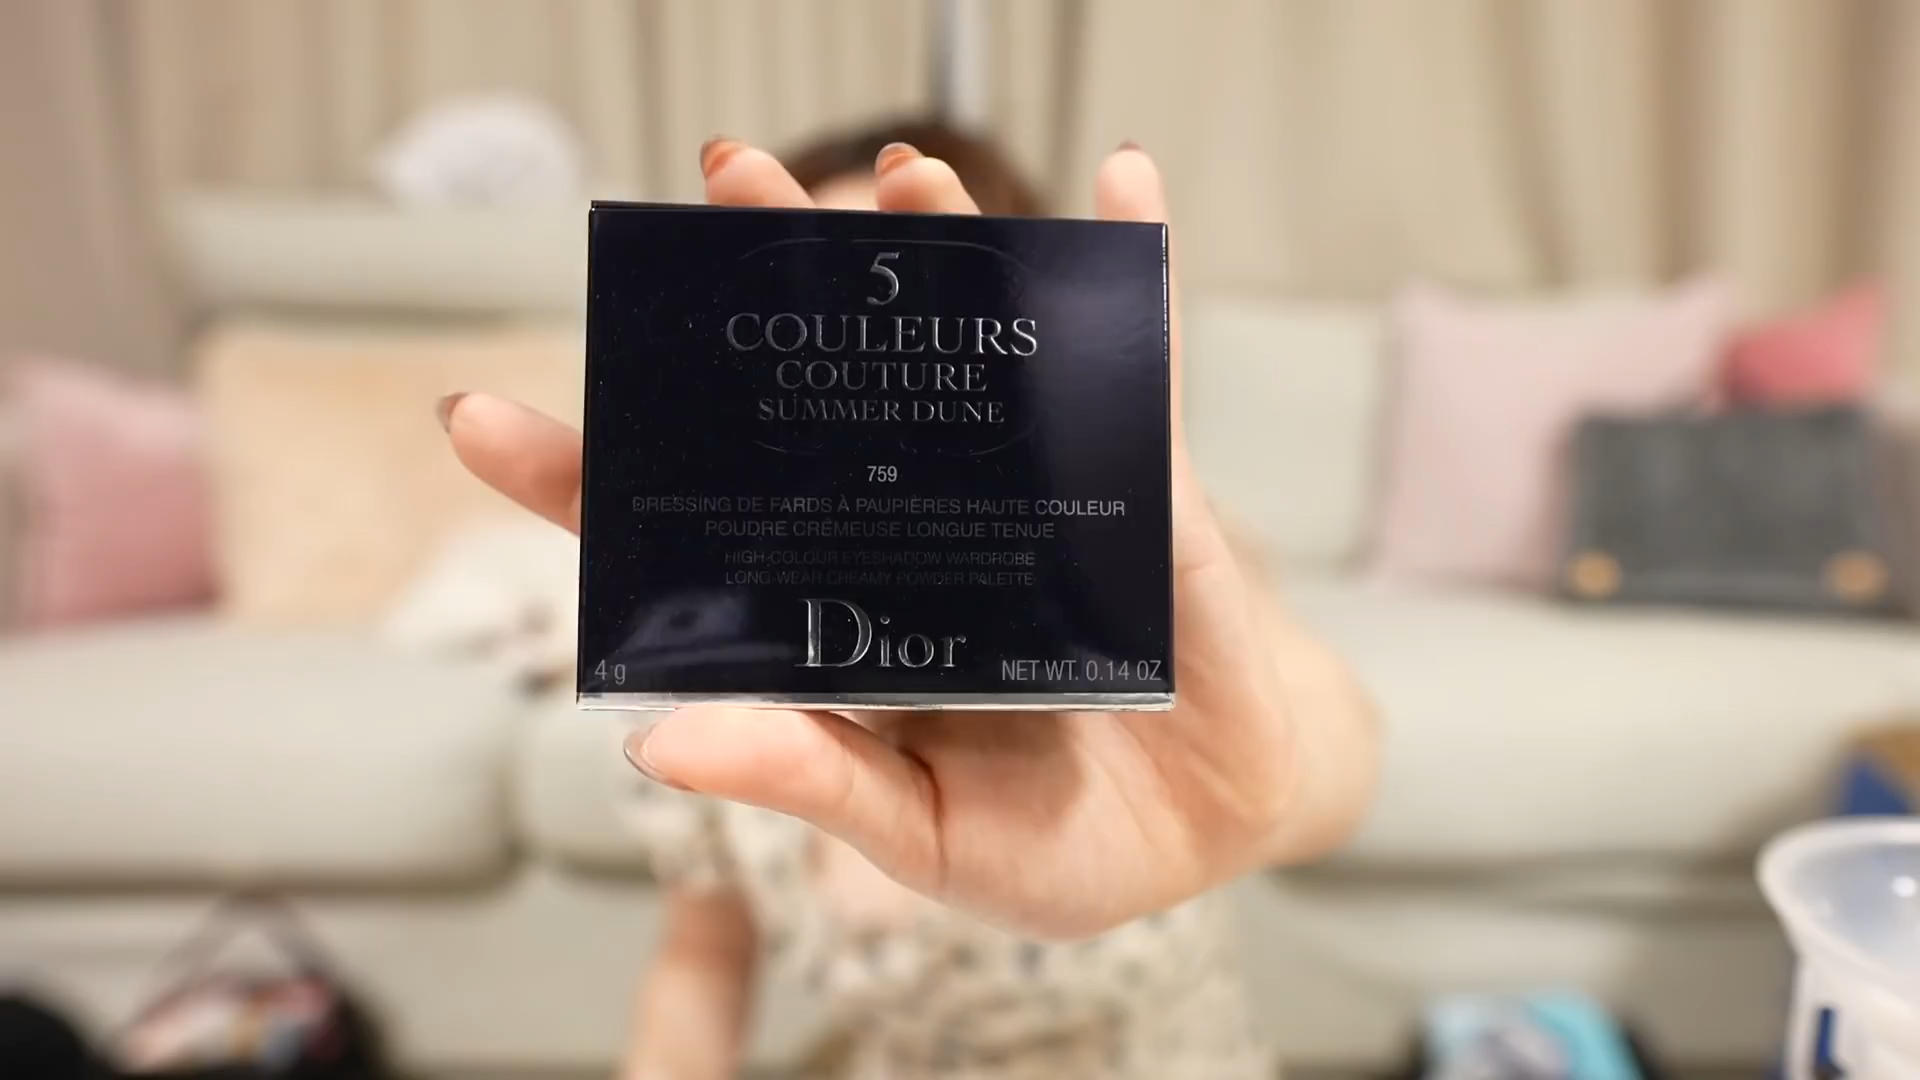 5
COULEURS
COUTURE
SUMMER DUNE
759
DRESSING DE FARDS À PAUPIÈRES HAUTE COULEUR
POUDRE CRÉMEUSE LONGUE TENUE
HIGH-COLOUR EYESHADOW WARDROBE
LONG-WEAR CREAMY POWDER PALETTE
Dior
4 g
NET WT. 0.14 OZ